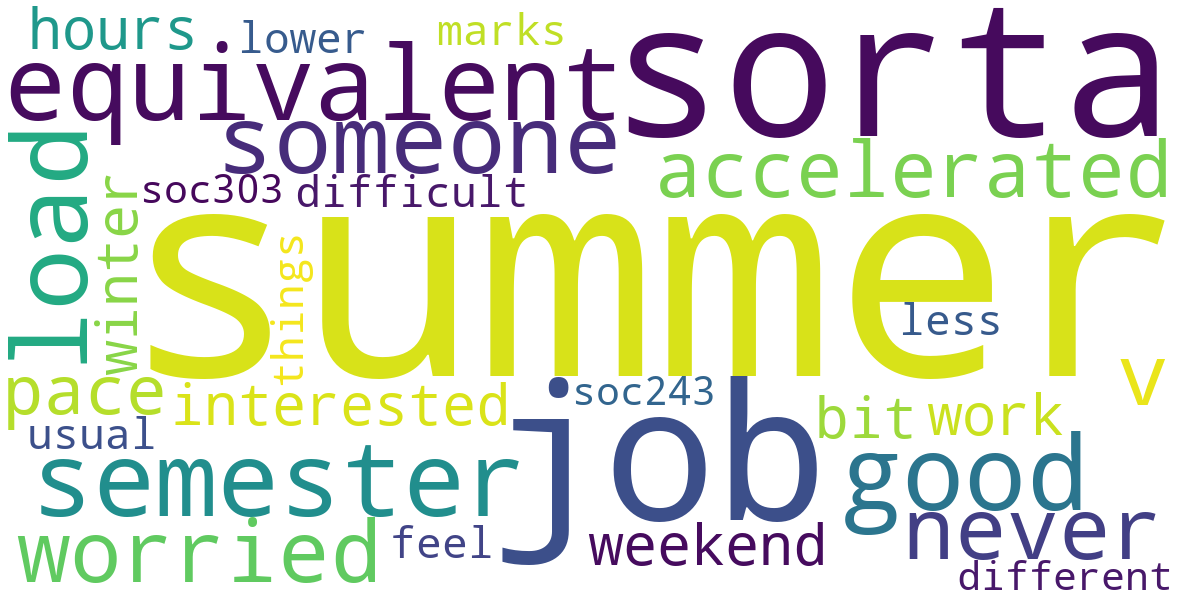 hours
lower
marks
sorta
equivalent
someone
accelerated
load
winter
soc303
difficult
summer
things
less
pace
interested
soc243
job
v
bit
work
usual
semester
good
worried
feel
weekend
never
different